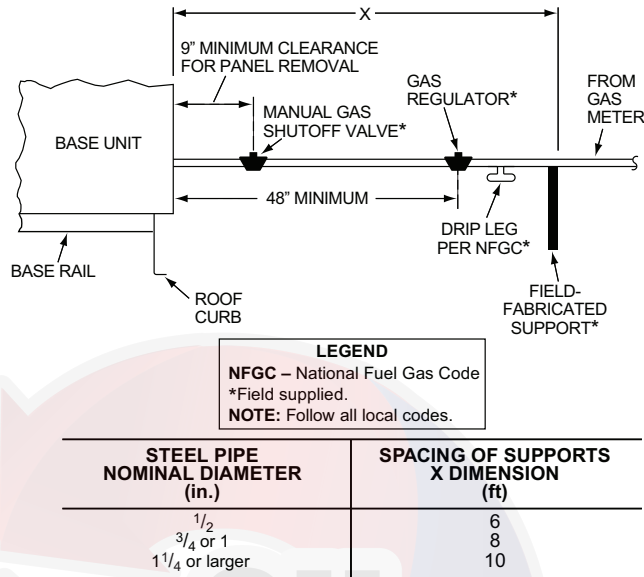 X
9" MINIMUM CLEARANCE
FOR PANEL REMOVAL
BASE UNIT
MANUAL GAS
SHUTOFF VALVE*
GAS
REGULATOR*
FROM
GAS
METER
48" MINIMUM
DRIP LEG
PER NFGC*
BASE RAIL
ROOF
CURB
FIELD-
FABRICATED
SUPPORT*
LEGEND
NFGC – National Fuel Gas Code
*Field supplied.
NOTE: Follow all local codes.
STEEL PIPE
NOMINAL DIAMETER
(in.)
SPACING OF SUPPORTS
X DIMENSION
(ft)
1/2 6
3/4 or 1 8
1 1/4 or larger 10